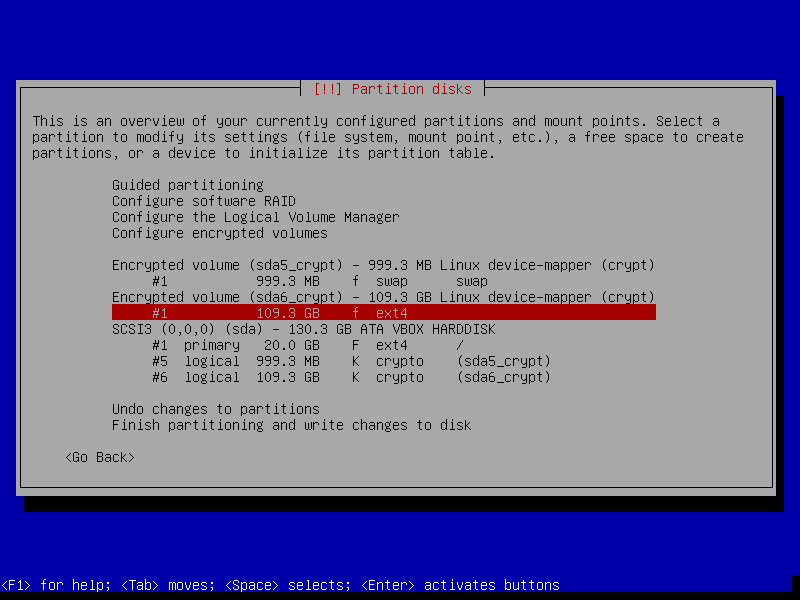 [!!] Partition disks
This is an overview of your currently configured partitions and mount points. Select a
partition to modify its settings (file system, mount point, etc.), a free space to create
partitions, or a device to initialize its partition table.
Guided partitioning
Configure software RAID
Configure the Logical Volume Manager
Configure encrypted volumes
Encrypted volume (sda5_crypt) - 999.3 MB Linux device-mapper (crypt)
#1 999.3 MB f swap swap
Encrypted volume (sda6_crypt) - 109.3 GB Linux device-mapper (crypt)
#1 109.3 GB f ext4
SCSI3 (0,0,0) (sda) - 130.3 GB ATA VBOX HARDDISK
#1 primary 20.0 GB F ext4 /
#5 logical 999.3 MB K crypto (sda5_crypt)
#6 logical 109.3 GB K crypto (sda6_crypt)
Undo changes to partitions
Finish partitioning and write changes to disk
<Go Back>
<F1> for help; <Tab> moves; <Space> selects; <Enter> activates buttons